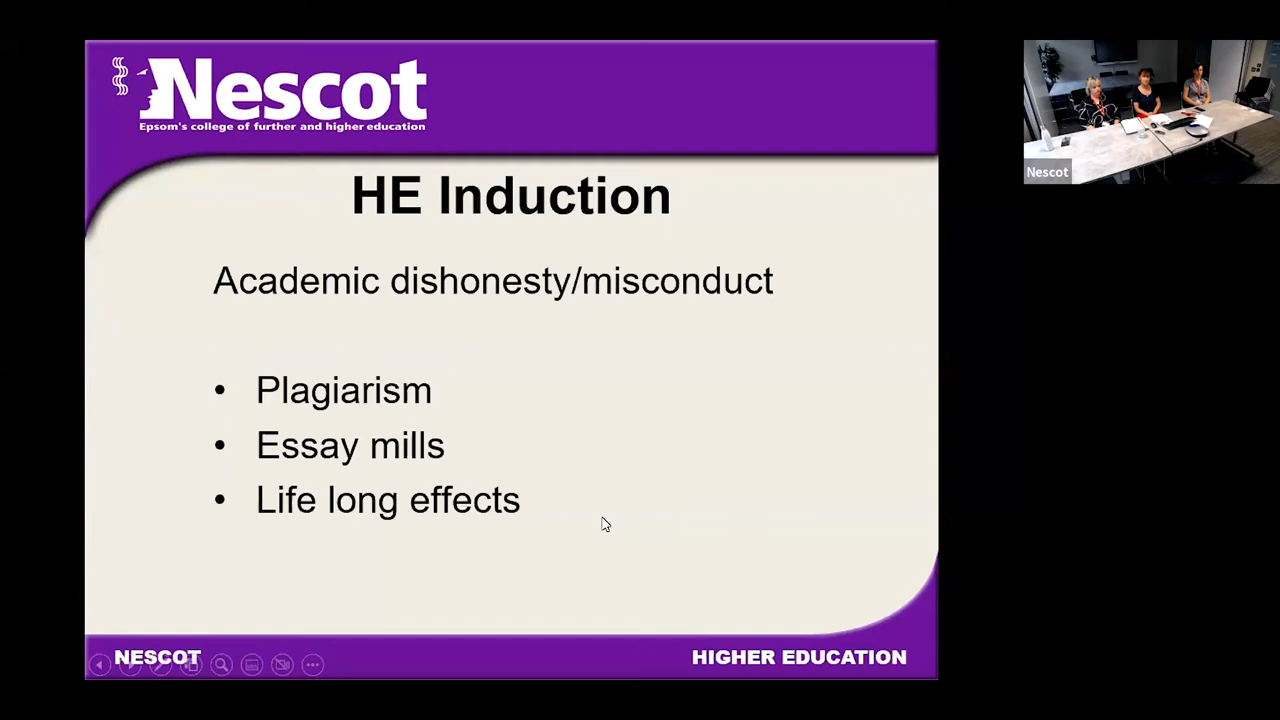 Nescot
Epsom's college of further and higher education
HE Induction
Academic dishonesty/misconduct
• Plagiarism
• Essay mills
• Life long effects
NESCOT
HIGHER EDUCATION
Nescot